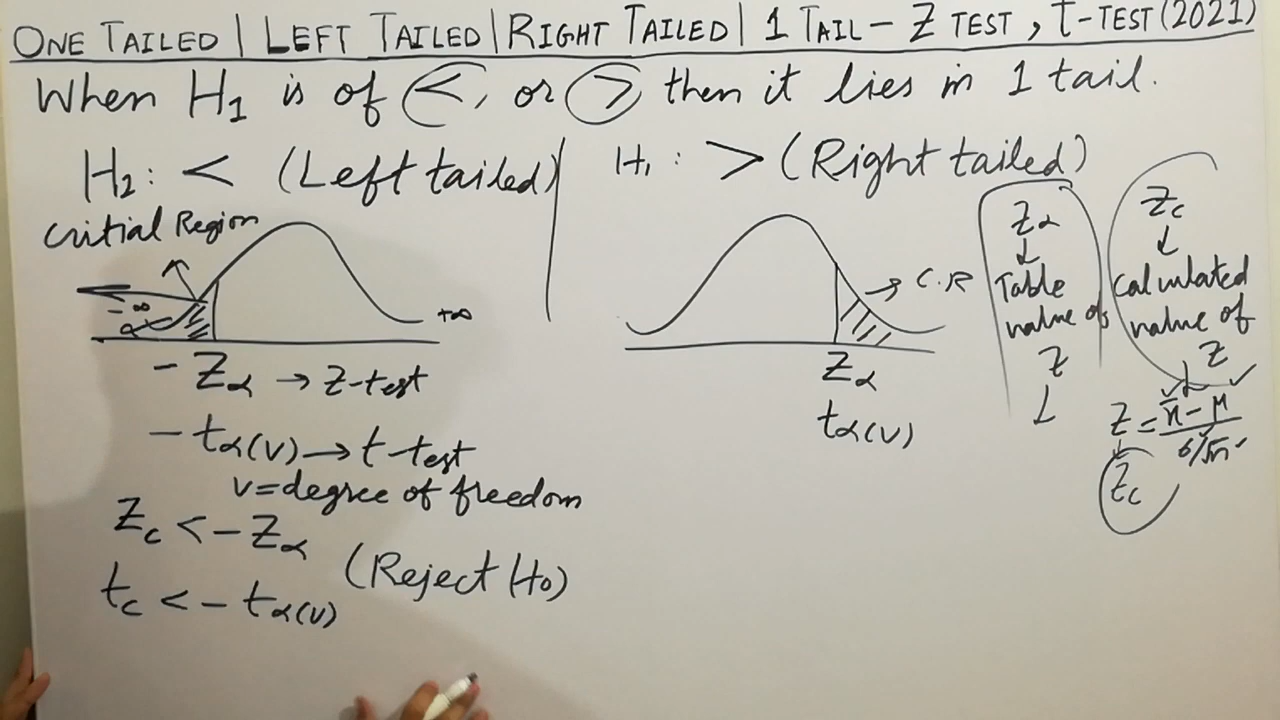 ONE TAILED | LEFT TAILED | RIGHT TAILED | 1 TAIL – Z TEST, t-TEST (2021)
When H₁ is of <, or > then it lies in 1 tail.
H₂: < (Left tailed)
Critial Region
-∞
α
+∞
- Zα → Z-test
- tα(v) → t-test
v=degree of freedom
Zc < - Zα
tc < - tα(v)
(Reject H₀)
H₁: > (Right tailed)
→ C.R
Zα
tα(v)
Zα
↓
Table
value of
Z
↓
Zc
↓
Calculated
value of
Z
Z = x̄ - μ
σ/√n
Zc